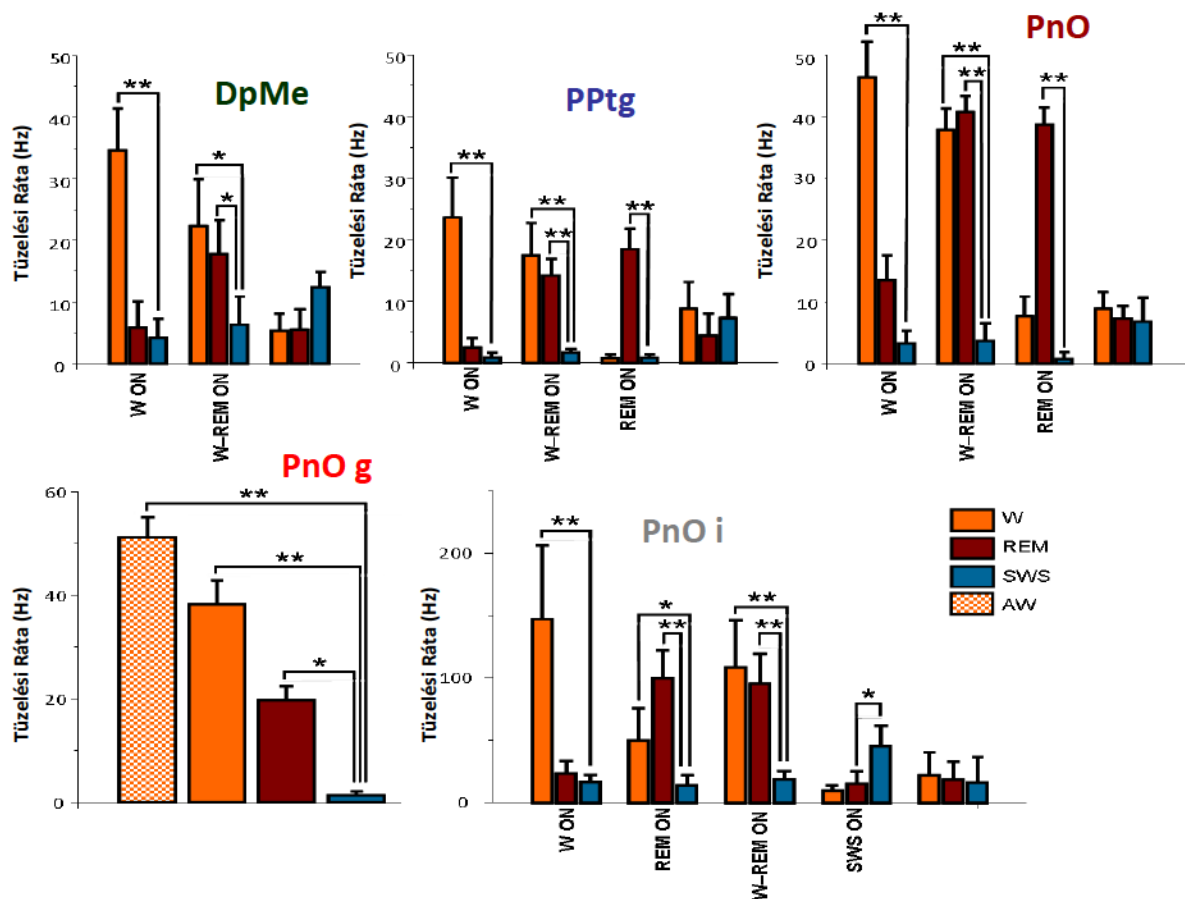 DpMe
Tüzelési Ráta (Hz)
50
40
30
20
10
0
**
*
*
W ON
W–REM ON
PPtg
Tüzelési Ráta (Hz)
50
40
30
20
10
0
**
**
**
**
W ON
W–REM ON
REM ON
PnO
Tüzelési Ráta (Hz)
50
40
30
20
10
0
**
**
**
**
W ON
W–REM ON
REM ON
PnO g
Tüzelési Ráta (Hz)
60
40
20
0
**
**
*
PnO i
Tüzelési Ráta (Hz)
200
100
0
**
*
**
**
**
*
W ON
REM ON
W–REM ON
SWS ON
W
REM
SWS
AW